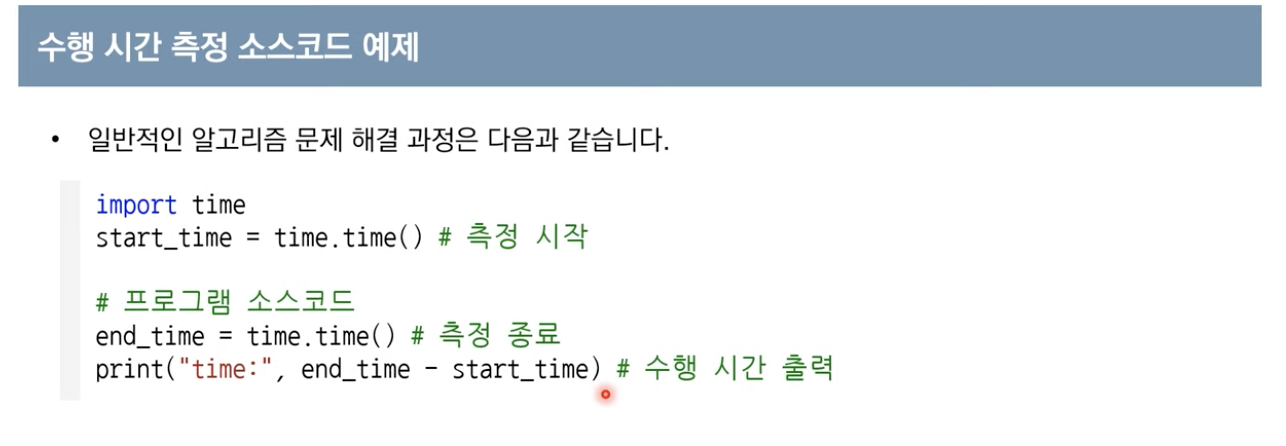 수행 시간 측정 소스코드 예제
• 일반적인 알고리즘 문제 해결 과정은 다음과 같습니다.
import time
start_time = time.time() # 측정 시작
# 프로그램 소스코드
end_time = time.time() # 측정 종료
print("time:", end_time - start_time) # 수행 시간 출력